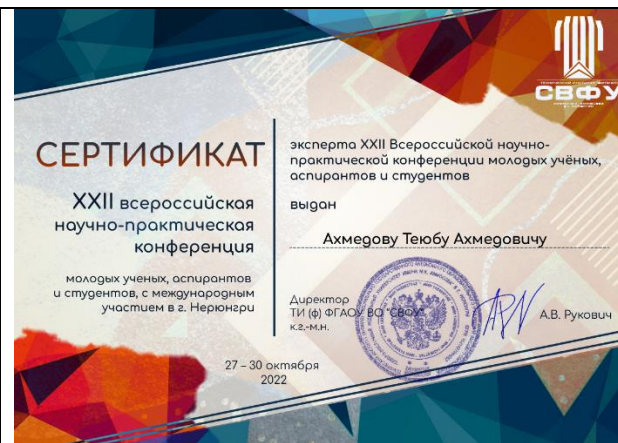 СВФУ
СЕРТИФИКАТ
XXII всероссийская
научно-практическая
конференция
молодых ученых, аспирантов
и студентов, с международным
участием в г. Нерюнгри
27 – 30 октября
2022
эксперта XXII Всероссийской научно-
практической конференции молодых учёных,
аспирантов и студентов
выдан
Ахмедову Теюбу Ахмедовичу
Директор
ТИ (ф) ФГАОУ ВО "СВФУ",
к.г.-м.н.
А.В. Рукович